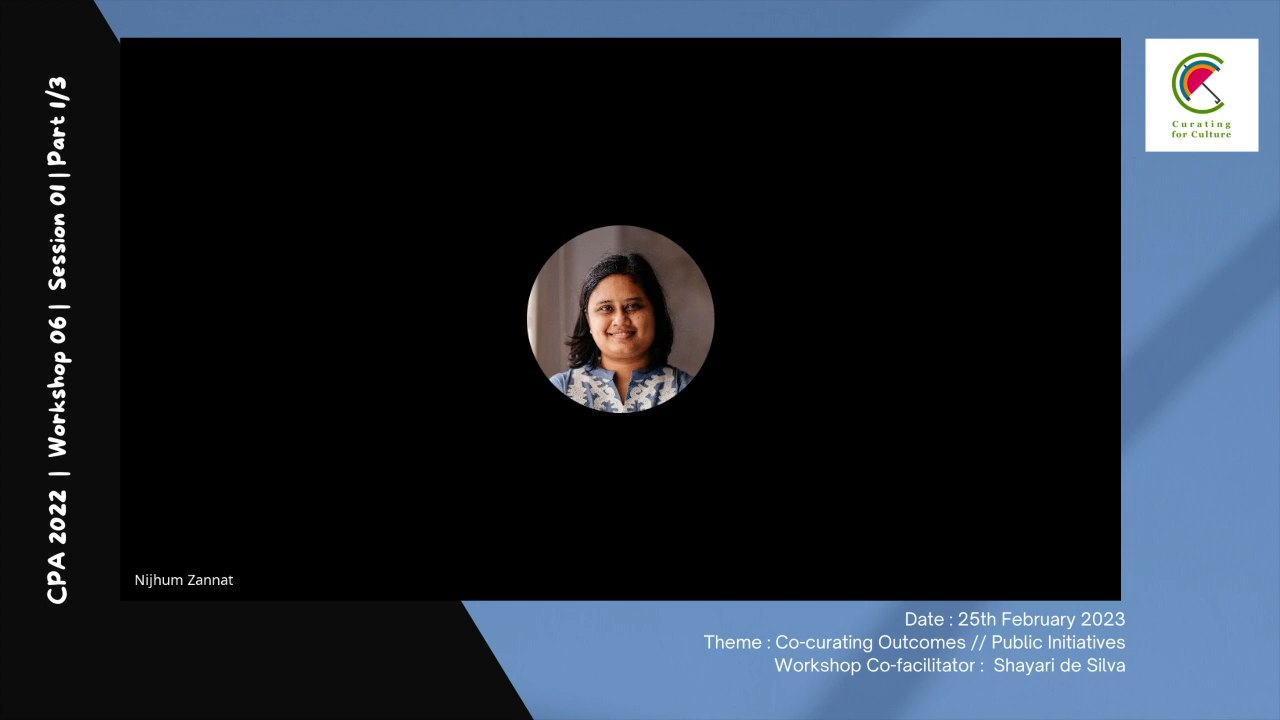 CPA 2022 | Workshop 06 | Session 01 | Part 1/3
Curating
for Culture
Nijhum Zannat
Date : 25th February 2023
Theme : Co-curating Outcomes // Public Initiatives
Workshop Co-facilitator : Shayari de Silva